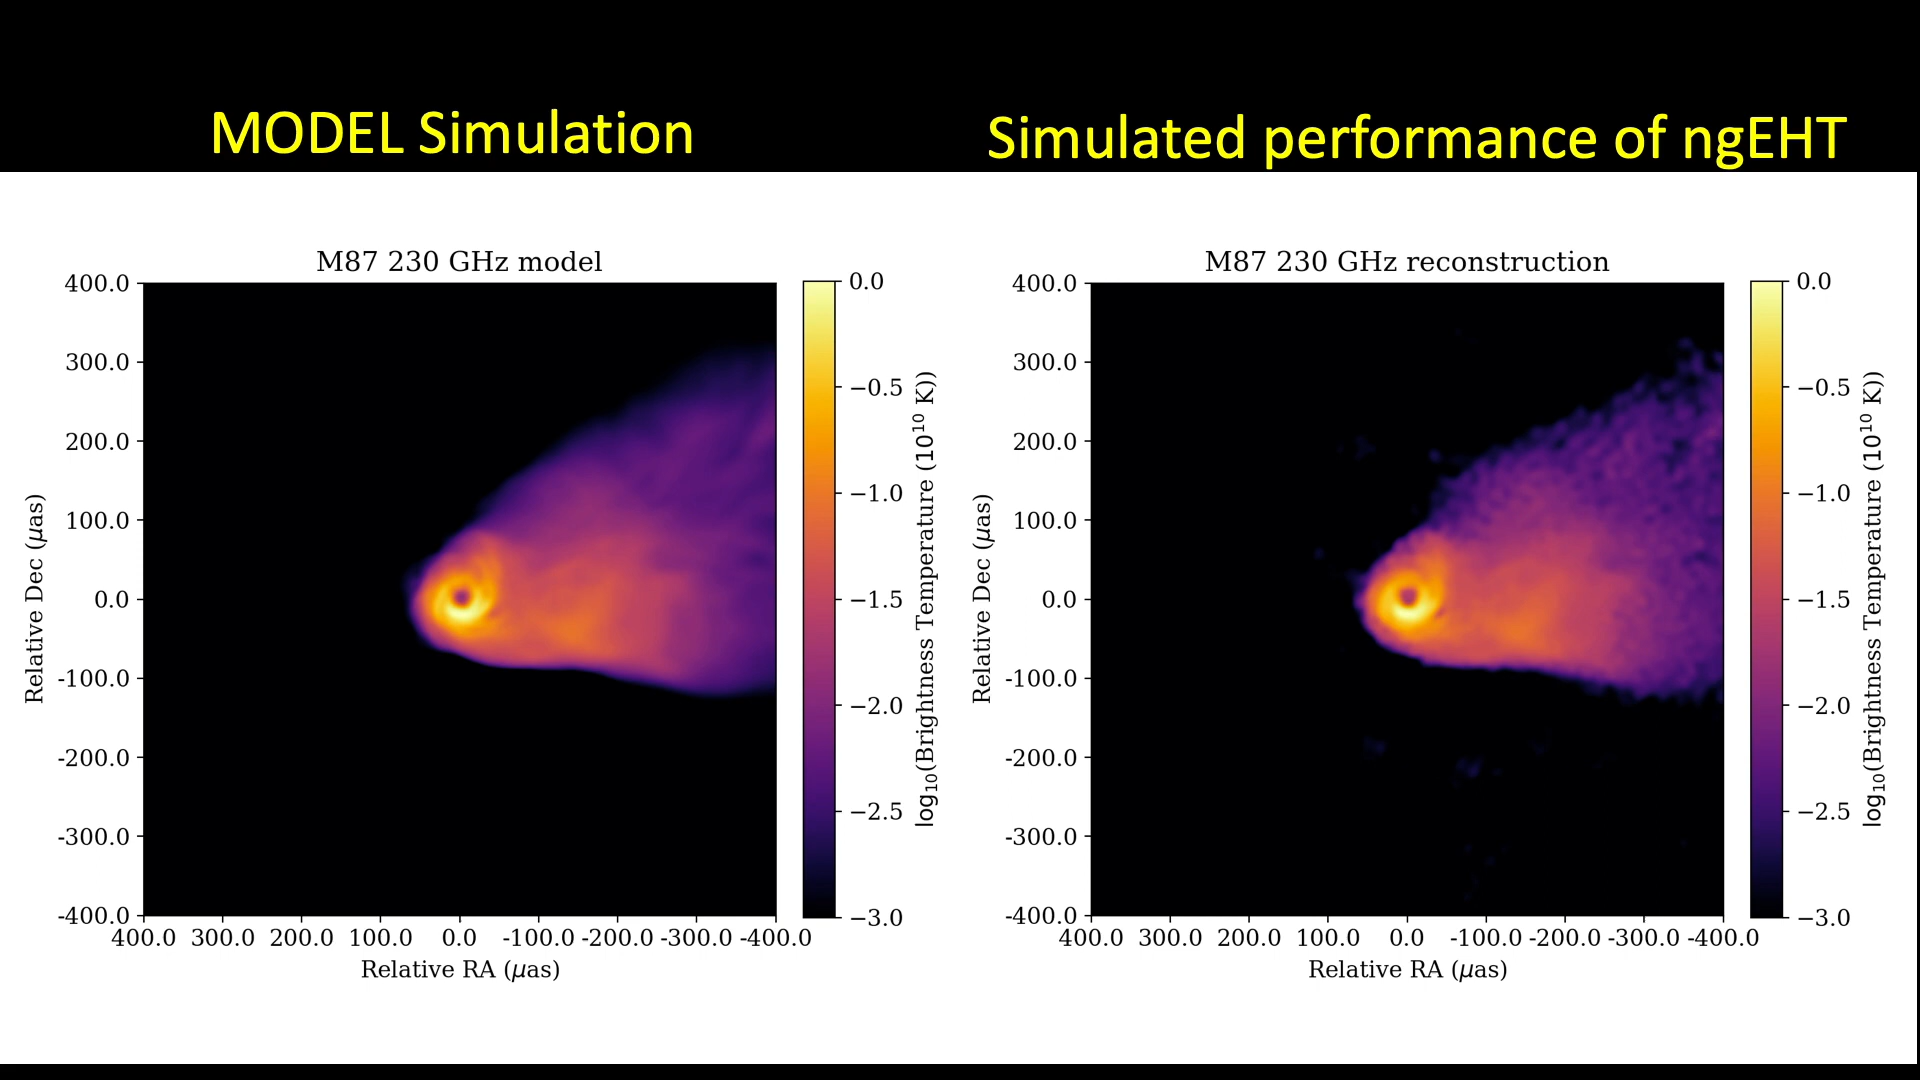 MODEL Simulation
Simulated performance of ngEHT
M87 230 GHz model
400.0
300.0
200.0
100.0
0.0
-100.0
-200.0
-300.0
-400.0
Relative Dec (μas)
400.0 300.0 200.0 100.0 0.0 -100.0 -200.0 -300.0 -400.0
Relative RA (μas)
0.0
−0.5
−1.0
−1.5
−2.0
−2.5
−3.0
log₁₀(Brightness Temperature (10¹⁰ K))
M87 230 GHz reconstruction
400.0
300.0
200.0
100.0
0.0
-100.0
-200.0
-300.0
-400.0
Relative Dec (μas)
400.0 300.0 200.0 100.0 0.0 -100.0 -200.0 -300.0 -400.0
Relative RA (μas)
0.0
−0.5
−1.0
−1.5
−2.0
−2.5
−3.0
log₁₀(Brightness Temperature (10¹⁰ K))